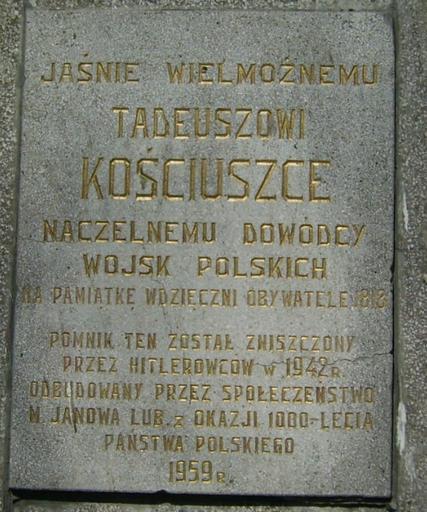 JAŚNIE WIELMOŻNEMU
TADEUSZOWI
KOŚCIUSZCE
NACZELNEMU DOWÓDCY
WOJSK POLSKICH
NA PAMIĄTKĘ WDZIĘCZNI OBYWATELE 1818
POMNIK TEN ZOSTAŁ ZNISZCZONY
PRZEZ HITLEROWCÓW w 1942 R.
ODBUDOWANY PRZEZ SPOŁECZEŃSTWO
M. JANOWA LUB. z OKAZJI 1000-LECIA
PAŃSTWA POLSKIEGO
1959 R.